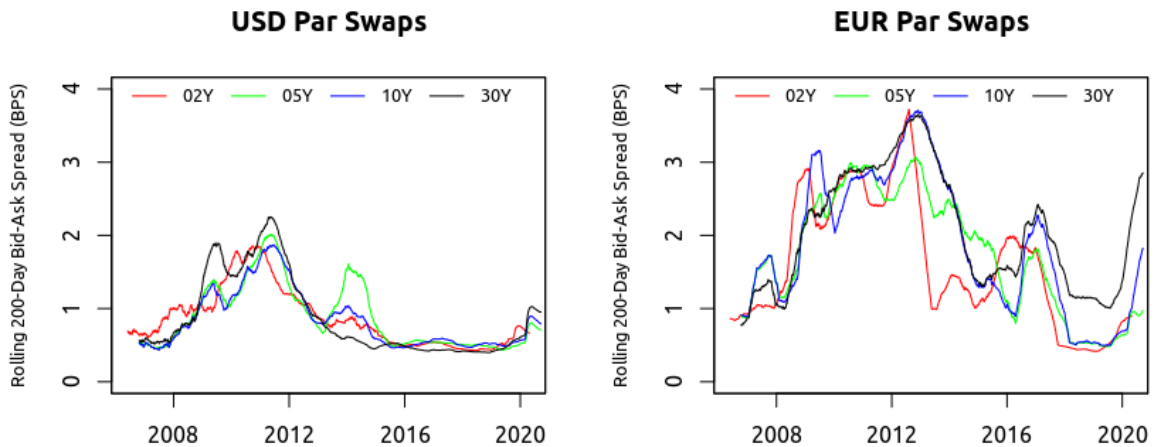 USD Par Swaps
Rolling 200-Day Bid-Ask Spread (BPS)
4
3
2
1
0
02Y 05Y 10Y 30Y
2008 2012 2016 2020
EUR Par Swaps
Rolling 200-Day Bid-Ask Spread (BPS)
4
3
2
1
0
02Y 05Y 10Y 30Y
2008 2012 2016 2020